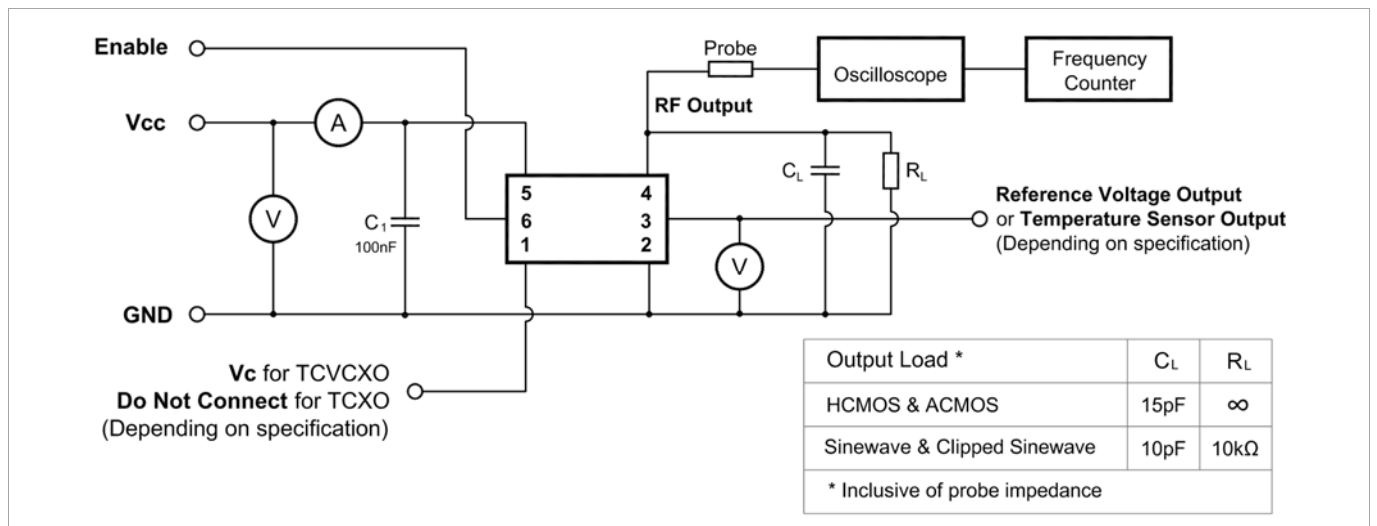 Enable
Probe
Oscilloscope
Frequency
Counter
RF Output
Vcc
A
V
C1
100nF
5
6
1
4
3
2
CL
RL
V
Reference Voltage Output
or Temperature Sensor Output
(Depending on specification)
GND
Vc for TCVCXO
Do Not Connect for TCXO
(Depending on specification)
Output Load * CL RL
HCMOS & ACMOS 15pF ∞
Sinewave & Clipped Sinewave 10pF 10kΩ
* Inclusive of probe impedance